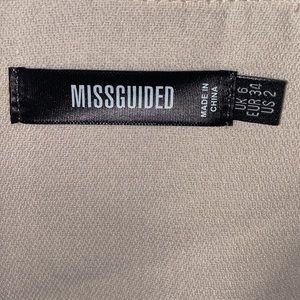 MISSGUIDED
MADE IN
CHINA
UK 6
EUR 34
US 2